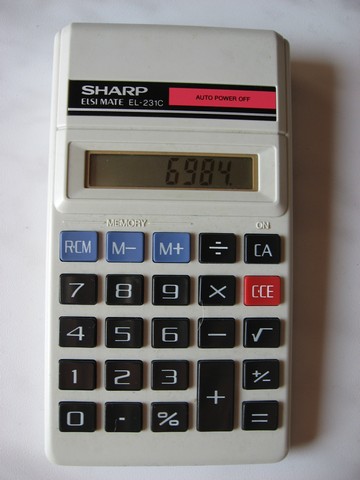 SHARP
ELSI MATE EL-231C
AUTO POWER OFF
6984.
MEMORY ON
R·CM M− M+ ÷ CA
7 8 9 X C·CE
4 5 6 − √
1 2 3 +/−
0 . % + =